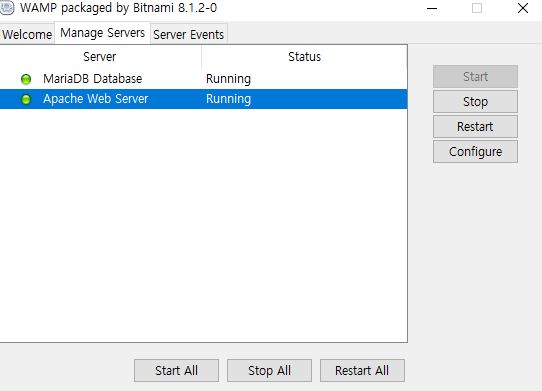 WAMP packaged by Bitnami 8.1.2-0
Welcome Manage Servers Server Events
Server Status
MariaDB Database Running
Apache Web Server Running
Start
Stop
Restart
Configure
Start All Stop All Restart All